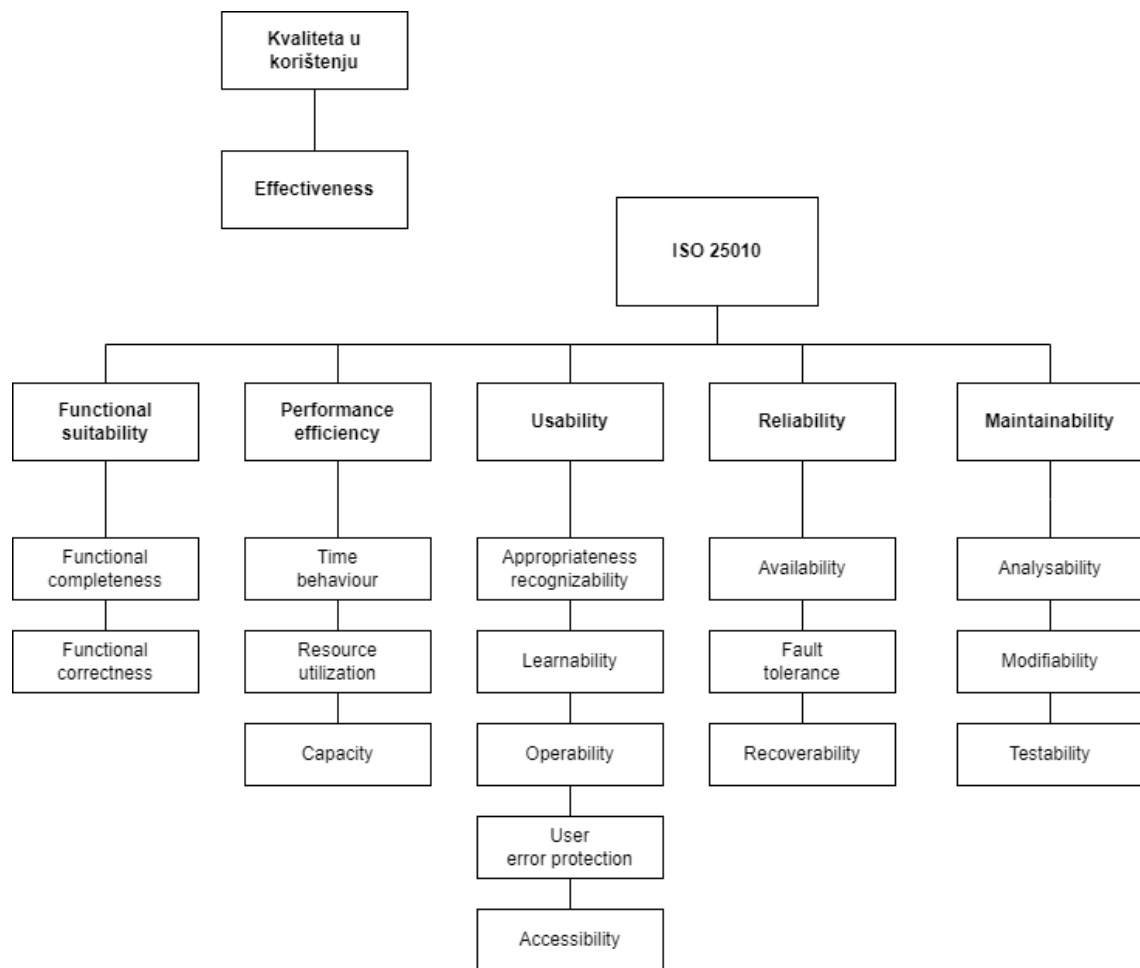 Kvaliteta u
korištenju
Effectiveness
ISO 25010
Functional
suitability
Performance
efficiency
Usability
Reliability
Maintainability
Functional
completeness
Time
behaviour
Appropriateness
recognizability
Availability
Analysability
Functional
correctness
Resource
utilization
Learnability
Fault
tolerance
Modifiability
Capacity
Operability
Recoverability
Testability
User
error protection
Accessibility